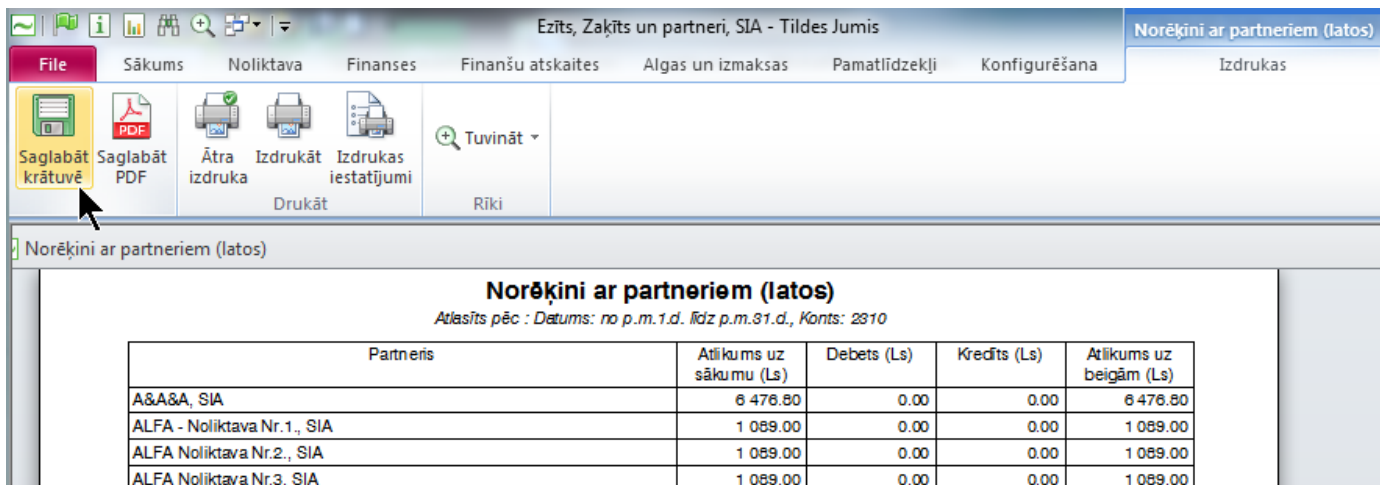 Ezīts, Zaķīts un partneri, SIA - Tildes Jumis
Norēķini ar partneriem (latos)
File Sākums Noliktava Finanses Finanšu atskaites Algas un izmaksas Pamatlīdzekļi Konfigurēšana Izdrukas
Saglabāt krātuvē
Saglabāt PDF
Ātra izdruka
Izdrukāt
Izdrukas iestatījumi
Tuvināt
Drukāt
Rīki
Norēķini ar partneriem (latos)
Norēķini ar partneriem (latos)
Atlasīts pēc : Datums: no p.m.1.d. līdz p.m.31.d., Konts: 2310
Partneris Atlikums uz sākumu (Ls) Debets (Ls) Kredīts (Ls) Atlikums uz beigām (Ls)
A&A&A, SIA 6 476.80 0.00 0.00 6 476.80
ALFA - Noliktava Nr.1., SIA 1 089.00 0.00 0.00 1 089.00
ALFA Noliktava Nr.2., SIA 1 089.00 0.00 0.00 1 089.00
ALFA Noliktava Nr.3. SIA 1 089.00 0.00 0.00 1 089.00